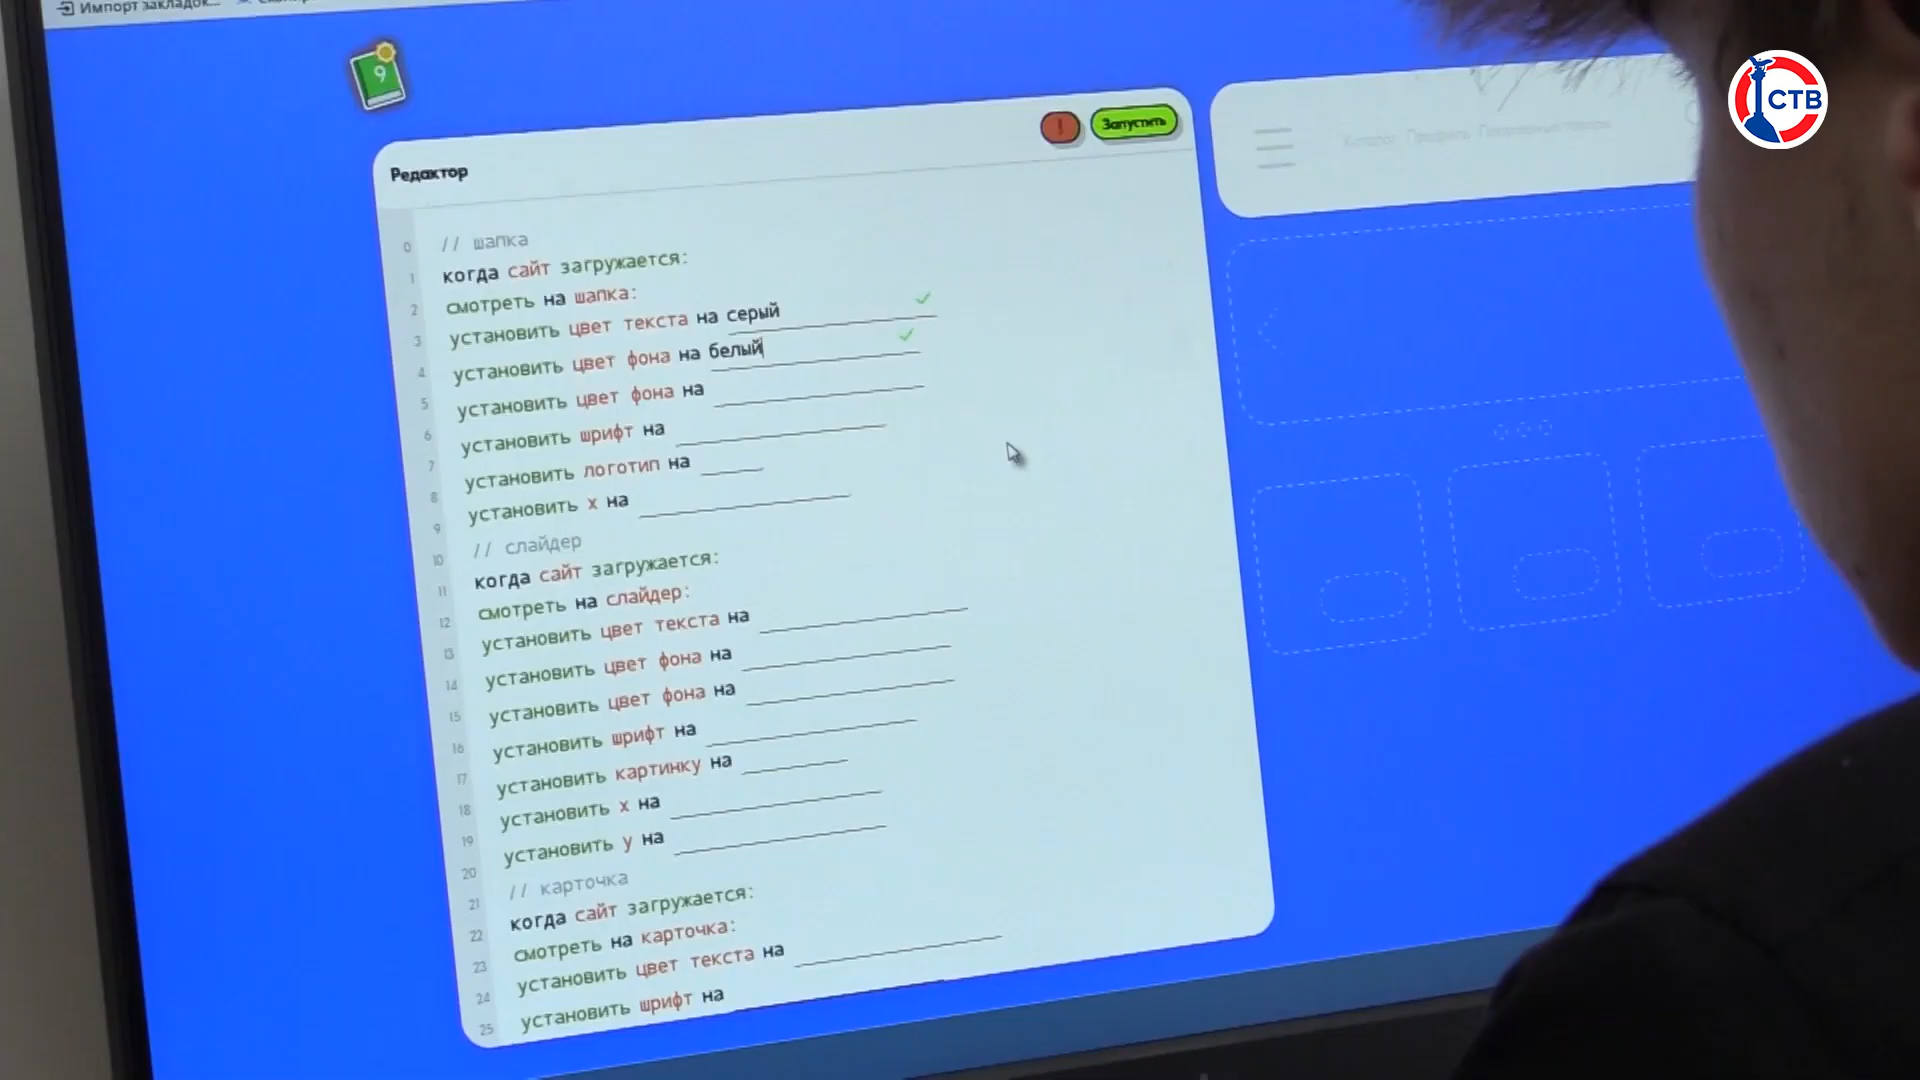 Импорт закладок...
9
СТВ
Запустить
!
Редактор
Каталог Профиль
0 // шапка
1 когда сайт загружается:
2 смотреть на шапка:
3 установить цвет текста на серый
4 установить цвет фона на белый
5 установить цвет фона на
6 установить шрифт на
7 установить логотип на
8 установить x на
9
10 // слайдер
11 когда сайт загружается:
12 смотреть на слайдер:
13 установить цвет текста на
14 установить цвет фона на
15 установить цвет фона на
16 установить шрифт на
17 установить картинку на
18 установить x на
19 установить y на
20
21 // карточка
22 когда сайт загружается:
23 смотреть на карточка:
24 установить цвет текста на
25 установить шрифт на